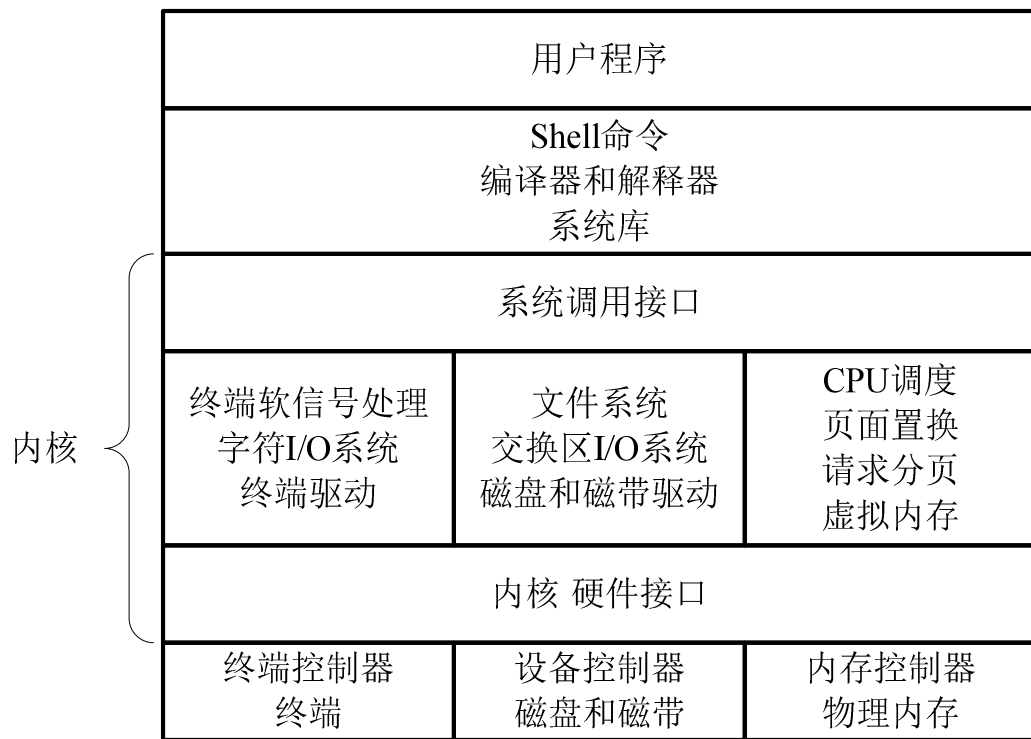 用户程序
Shell命令
编译器和解释器
系统库
系统调用接口
内核
终端软信号处理
字符I/O系统
终端驱动
文件系统
交换区I/O系统
磁盘和磁带驱动
CPU调度
页面置换
请求分页
虚拟内存
内核 硬件接口
终端控制器
终端
设备控制器
磁盘和磁带
内存控制器
物理内存